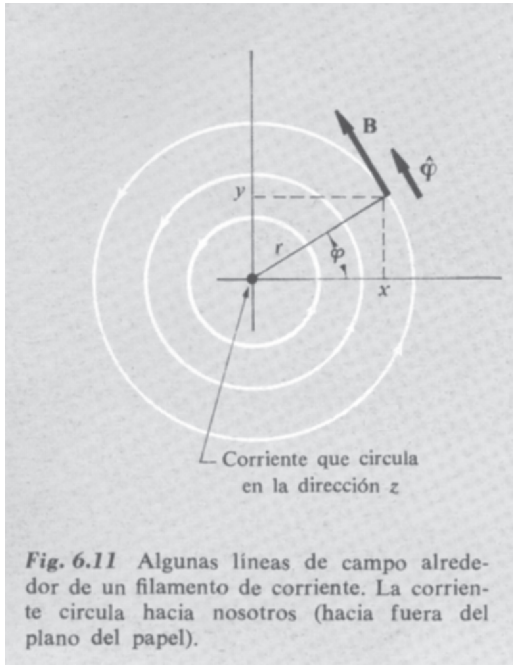 B
φ̂
y
r
φ
x
Corriente que circula
en la dirección z
Fig. 6.11 Algunas líneas de campo alrede-
dor de un filamento de corriente. La corrien-
te circula hacia nosotros (hacia fuera del
plano del papel).